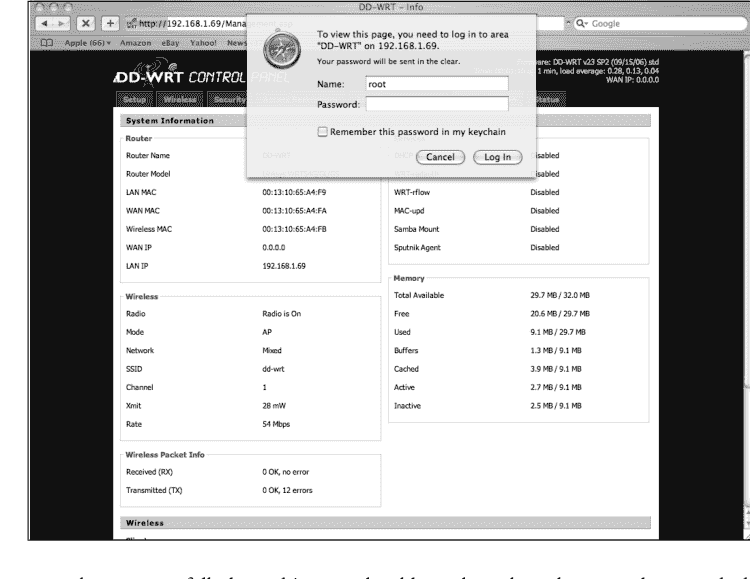 DD-WRT – Info
http://192.168.1.69/Mana
Google
Apple (66)
Amazon eBay Yahoo! News
To view this page, you need to log in to area
"DD-WRT" on 192.168.1.69.
Your password will be sent in the clear.
Name: root
Password:
Remember this password in my keychain
Cancel Log In
DD-WRT CONTROL
DD-WRT v23 SP2 (09/15/06) std
1 min, load average: 0.28, 0.13, 0.04
WAN IP: 0.0.0.0
Setup Wireless Security Status
System Information
Router
Router Name
Router Model
LAN MAC 00:13:10:65:A4:F9
WAN MAC 00:13:10:65:A4:FA
Wireless MAC 00:13:10:65:A4:FB
WAN IP 0.0.0.0
LAN IP 192.168.1.69
Wireless
Radio Radio is On
Mode AP
Network Mixed
SSID dd-wrt
Channel 1
Xmit 28 mW
Rate 54 Mbps
Wireless Packet Info
Received (RX) 0 OK, no error
Transmitted (TX) 0 OK, 12 errors
Wireless
WRT-rflow Disabled
MAC-upd Disabled
Samba Mount Disabled
Sputnik Agent Disabled
Memory
Total Available 29.7 MB / 32.0 MB
Free 20.6 MB / 29.7 MB
Used 9.1 MB / 29.7 MB
Buffers 1.3 MB / 9.1 MB
Cached 3.9 MB / 9.1 MB
Active 2.7 MB / 9.1 MB
Inactive 2.5 MB / 9.1 MB